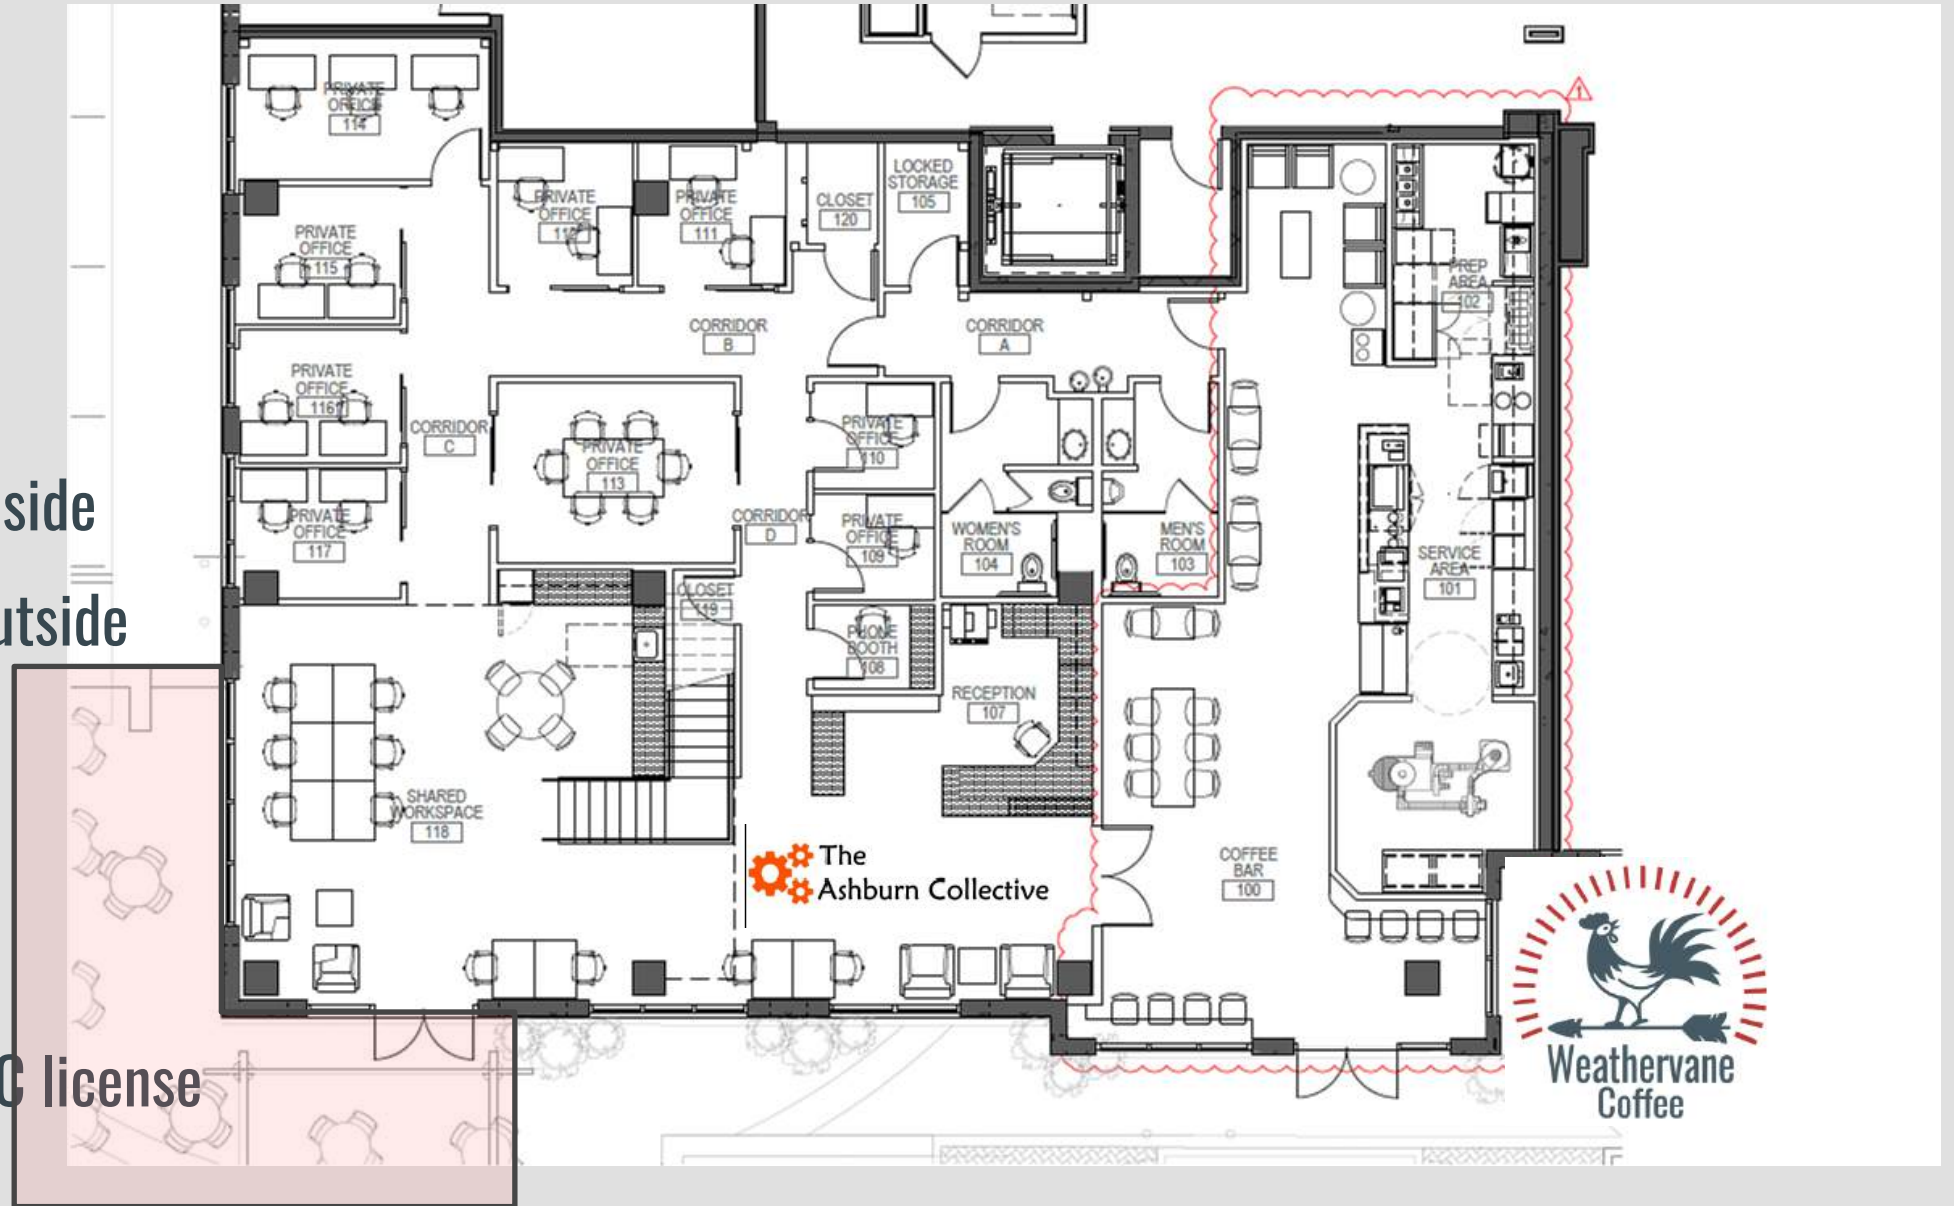 PRIVATE
OFFICE
114
PRIVATE
OFFICE
115
PRIVATE
OFFICE
116
PRIVATE
OFFICE
117
PRIVATE
OFFICE
112
PRIVATE
OFFICE
111
CLOSET
120
LOCKED
STORAGE
105
CORRIDOR
B
CORRIDOR
A
CORRIDOR
C
PRIVATE
OFFICE
113
CORRIDOR
D
PRIVATE
OFFICE
110
PRIVATE
OFFICE
109
PHONE
BOOTH
108
CLOSET
119
WOMEN'S
ROOM
104
MEN'S
ROOM
103
RECEPTION
107
SHARED
WORKSPACE
118
PREP
AREA
102
SERVICE
AREA
101
COFFEE
BAR
100
1
The
Ashburn Collective
Weathervane
Coffee
side
utside
C license